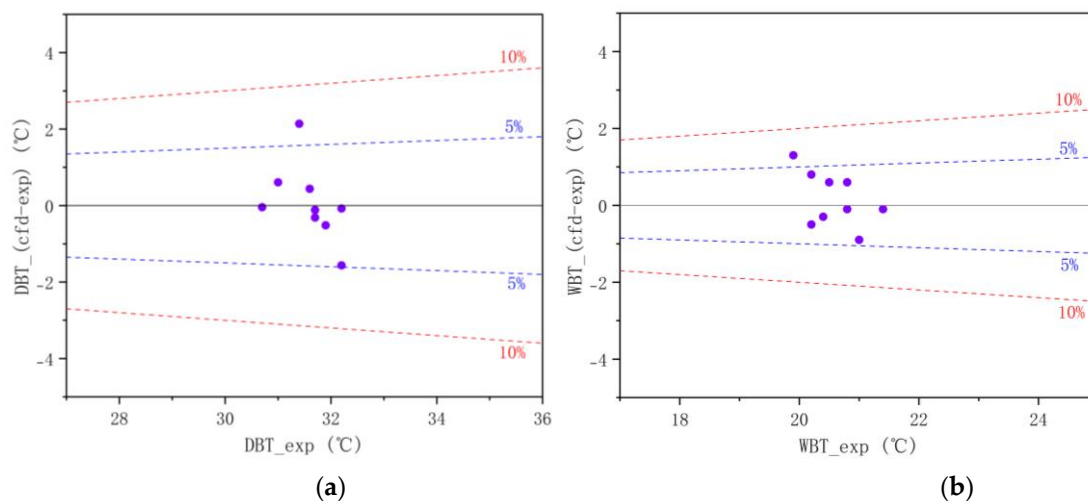 DBT_(cfd-exp) (℃)
4
2
0
-2
-4
10%
5%
5%
10%
28 30 32 34 36
DBT_exp (℃)
(a)
WBT_(cfd-exp) (℃)
4
2
0
-2
-4
10%
5%
5%
10%
18 20 22 24
WBT_exp (℃)
(b)